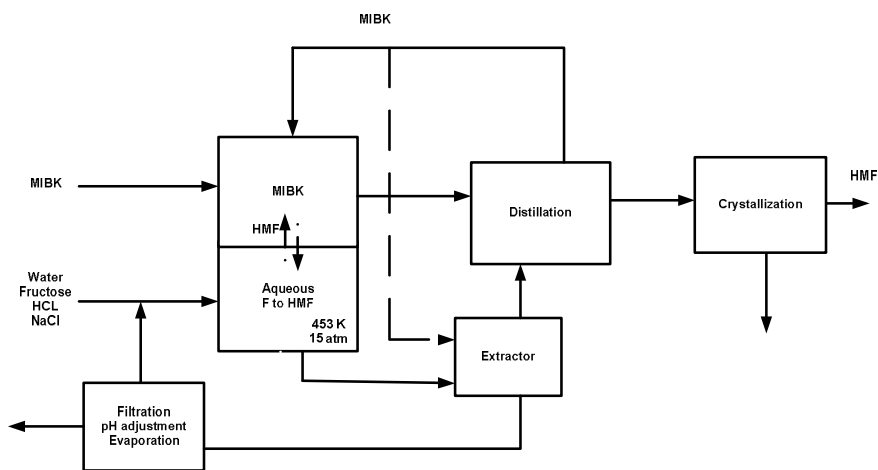 MIBK
MIBK
MIBK
HMF
Water
Fructose
HCL
NaCl
Aqueous
F to HMF
453 K
15 atm
Distillation
Crystallization
HMF
Extractor
Filtration
pH adjustment
Evaporation